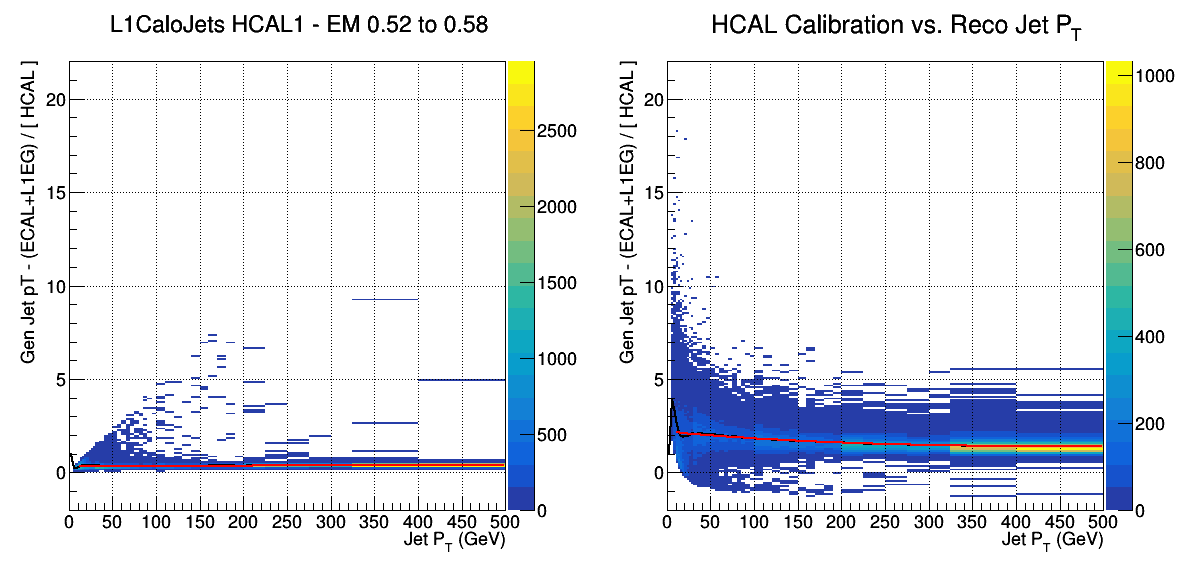 L1CaloJets HCAL1 - EM 0.52 to 0.58
Gen Jet pT - (ECAL+L1EG) / [ HCAL ]
20
15
10
5
0
0 50 100 150 200 250 300 350 400 450 500
Jet P_T (GeV)
2500
2000
1500
1000
500
0
HCAL Calibration vs. Reco Jet P_T
Gen Jet pT - (ECAL+L1EG) / [ HCAL ]
20
15
10
5
0
0 50 100 150 200 250 300 350 400 450 500
Jet P_T (GeV)
1000
800
600
400
200
0